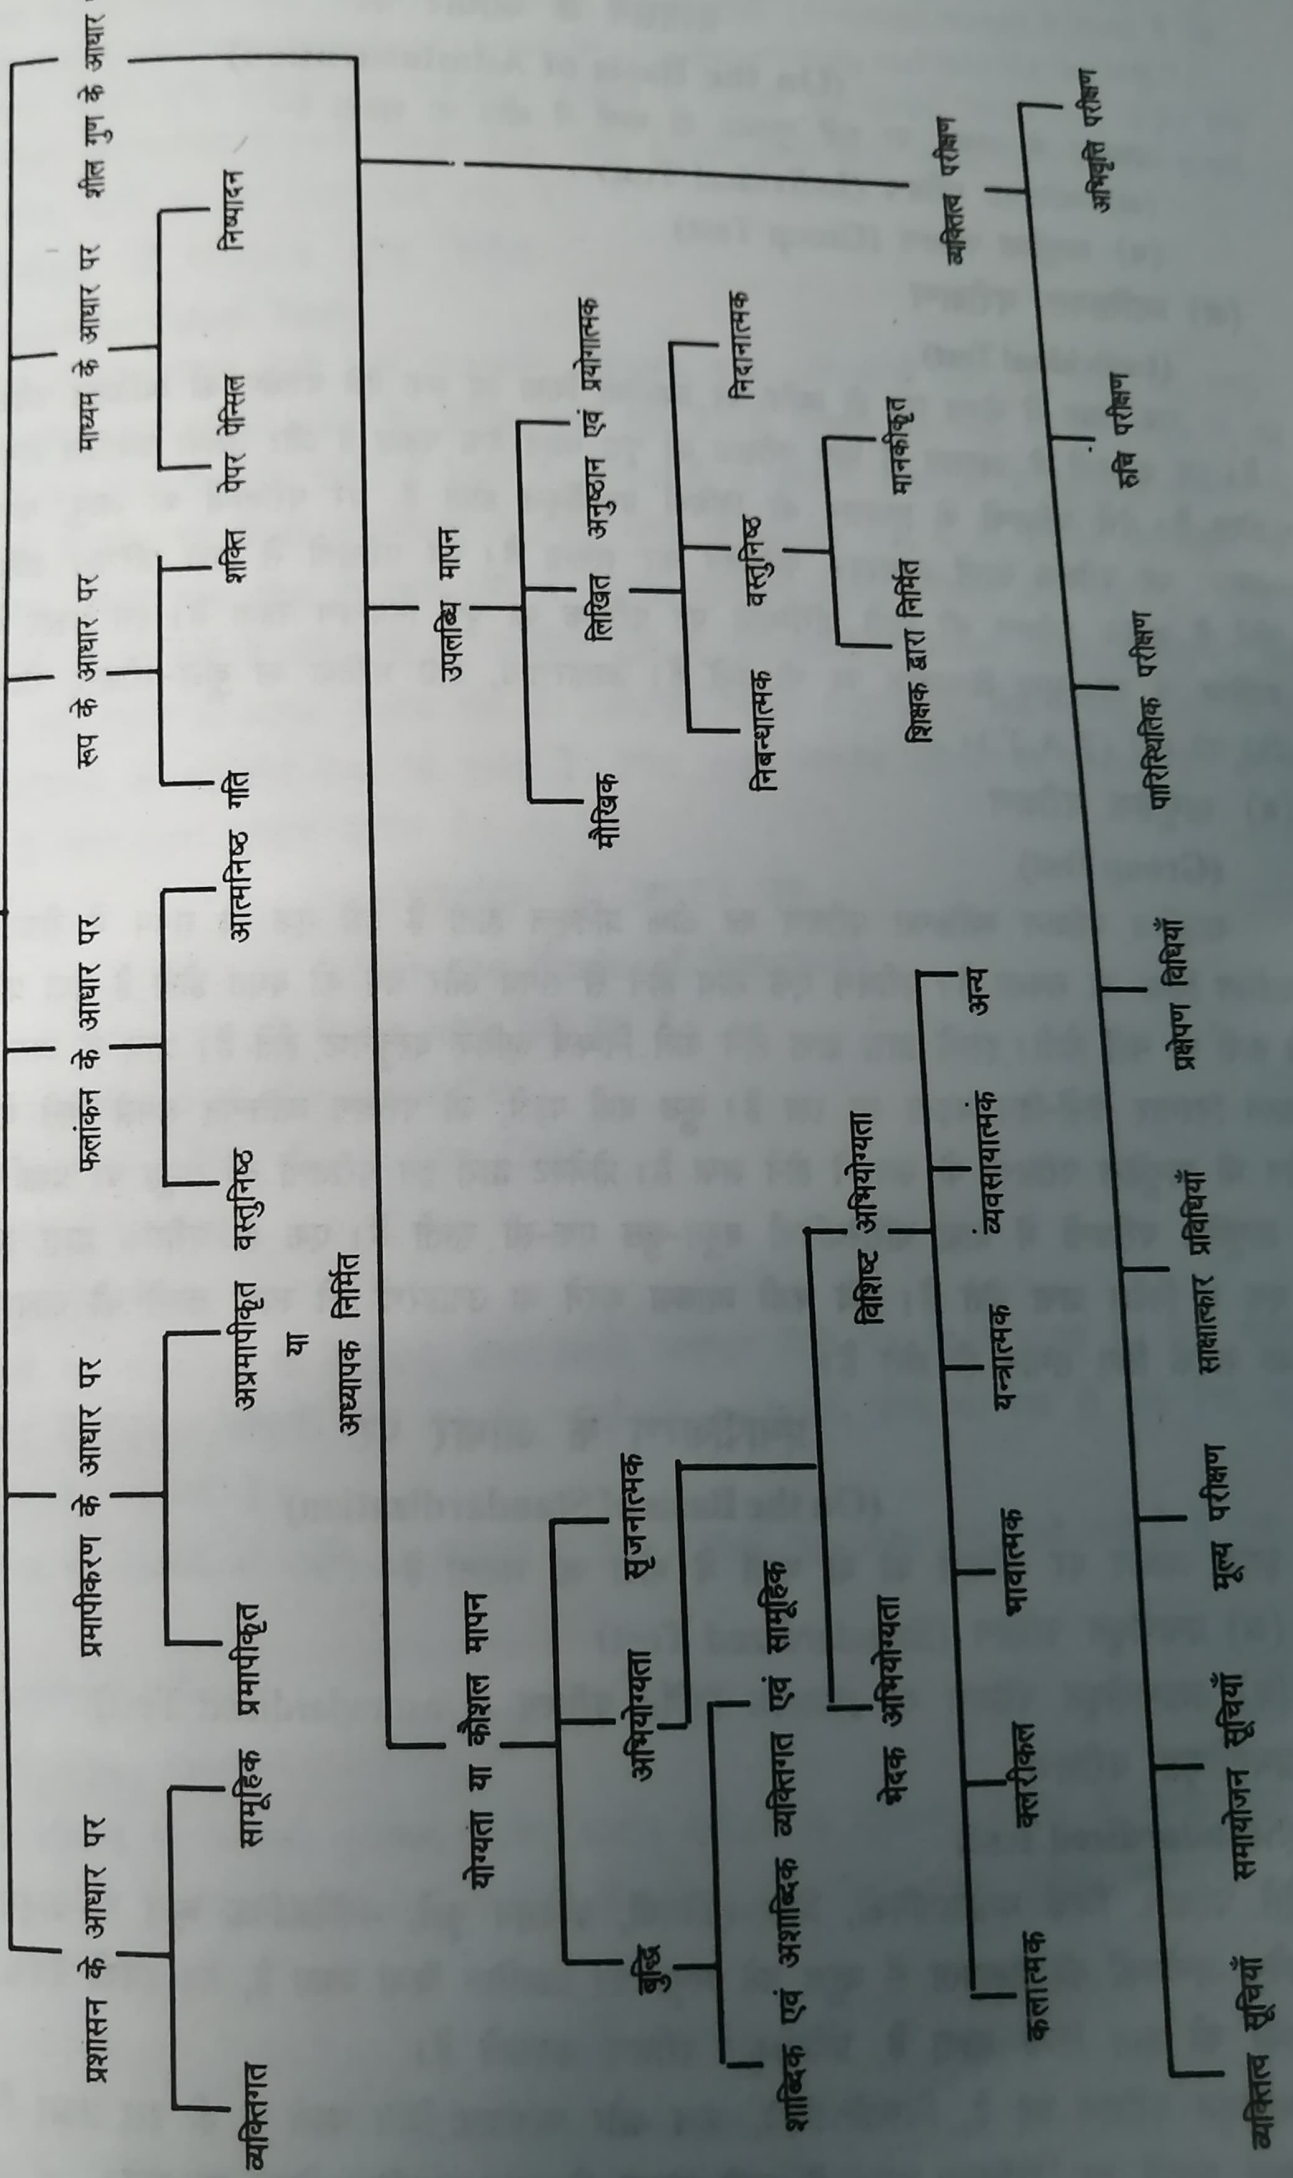 प्रशासन के आधार पर प्रमापीकरण के आधार पर फलांकन के आधार पर रूप के आधार पर माध्यम के आधार पर शील गुण के आधार
व्यक्तिगत सामूहिक प्रमापीकृत अप्रमापीकृत वस्तुनिष्ठ आत्मनिष्ठ गति शक्ति पेपर पेन्सिल निष्पादन
या
अध्यापक निर्मित
योग्यता या कौशल मापन उपलब्धि मापन व्यक्तित्व परीक्षण
बुद्धि अभियोग्यता सृजनात्मक मौखिक लिखित अनुष्ठान एवं प्रयोगात्मक
शाब्दिक एवं अशाब्दिक व्यक्तिगत एवं सामूहिक निबन्धात्मक वस्तुनिष्ठ निदानात्मक
भेदक अभियोग्यता विशिष्ट अभियोग्यता शिक्षक द्वारा निर्मित मानकीकृत
कलात्मक क्लरीकल भावात्मक यन्त्रात्मक व्यवसायात्मक अन्य
व्यक्तित्व सूचियाँ समायोजन सूचियाँ मूल्य परीक्षण साक्षात्कार प्रविधियाँ प्रक्षेपण विधियाँ पारिस्थितिक परीक्षण रुचि परीक्षण अभिवृत्ति परीक्षण